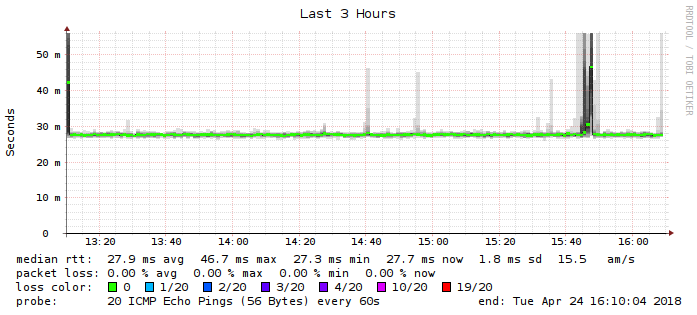 Last 3 Hours
RRDTOOL / TOBI OETIKER
Seconds
50 m
40 m
30 m
20 m
10 m
0
13:20 13:40 14:00 14:20 14:40 15:00 15:20 15:40 16:00
median rtt: 27.9 ms avg 46.7 ms max 27.3 ms min 27.7 ms now 1.8 ms sd 15.5 am/s
packet loss: 0.00 % avg 0.00 % max 0.00 % min 0.00 % now
loss color: 0 1/20 2/20 3/20 4/20 10/20 19/20
probe: 20 ICMP Echo Pings (56 Bytes) every 60s end: Tue Apr 24 16:10:04 2018